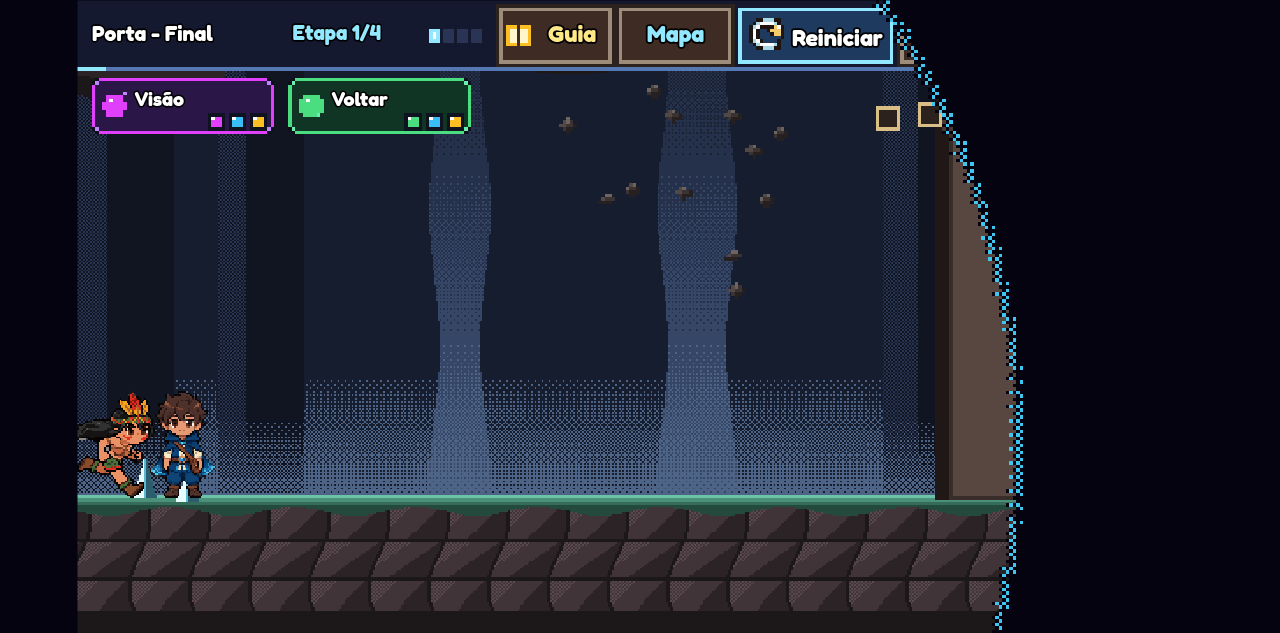 Porta - Final
Etapa 1/4
Guia
Mapa
Reiniciar
Visão
Voltar